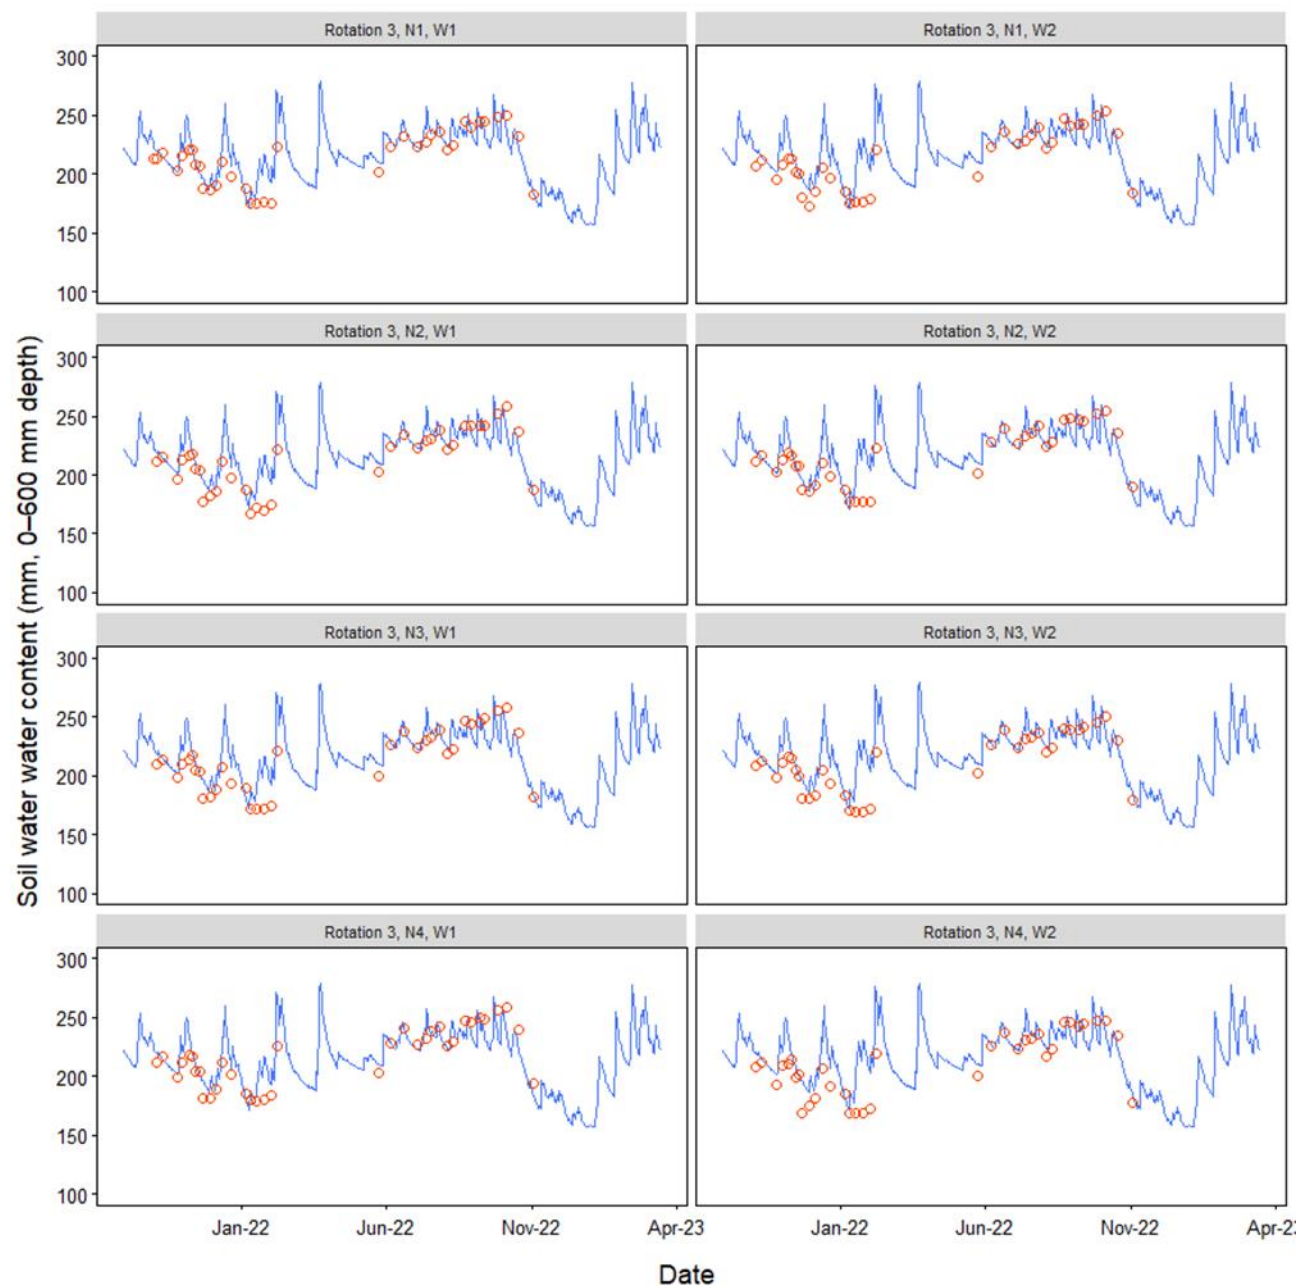 Rotation 3, N1, W1
Rotation 3, N1, W2
300
250
200
150
100
Rotation 3, N2, W1
Rotation 3, N2, W2
300
250
200
150
100
Rotation 3, N3, W1
Rotation 3, N3, W2
300
250
200
150
100
Rotation 3, N4, W1
Rotation 3, N4, W2
300
250
200
150
100
Soil water water content (mm, 0–600 mm depth)
Jan-22 Jun-22 Nov-22 Apr-23 Jan-22 Jun-22 Nov-22 Apr-23
Date